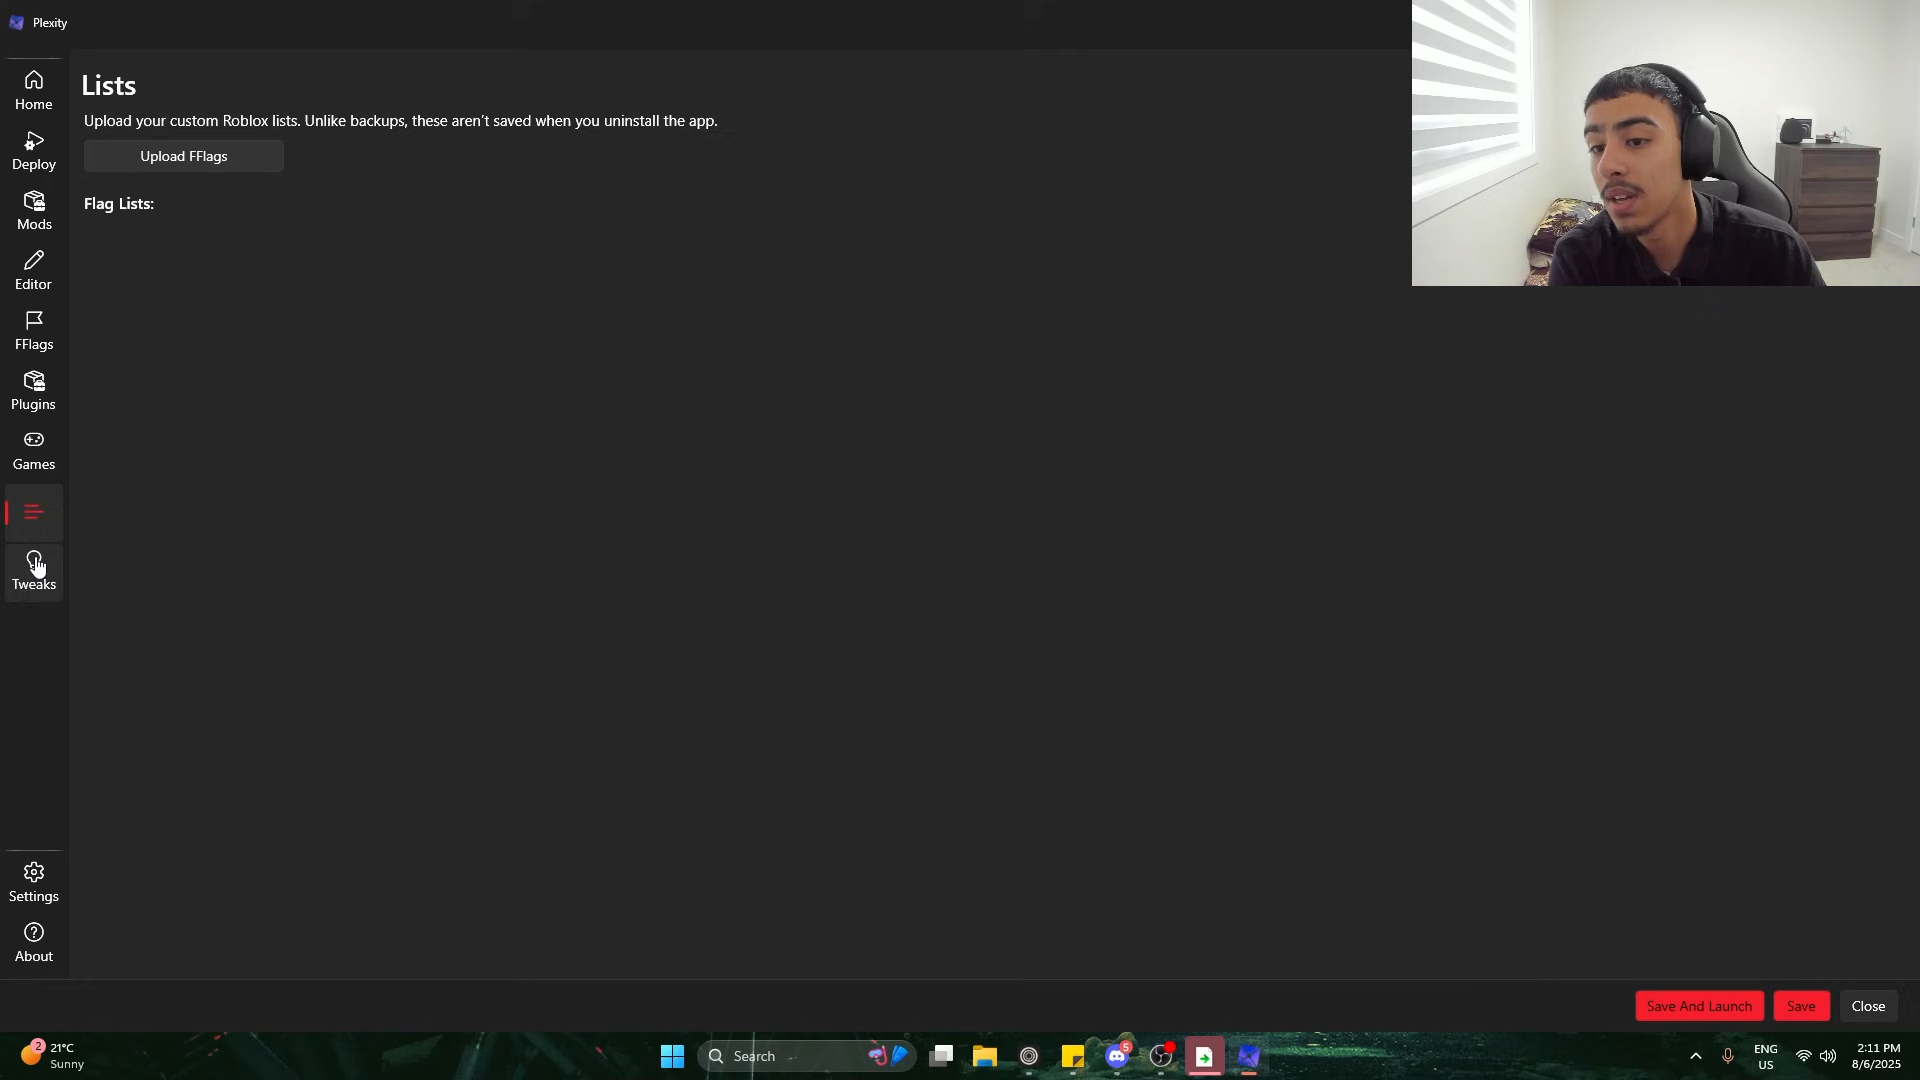 Plexity
Home
Deploy
Mods
Editor
FFlags
Plugins
Games
Tweaks
Settings
About
Lists
Upload your custom Roblox lists. Unlike backups, these aren't saved when you uninstall the app.
Upload FFlags
Flag Lists:
Save And Launch
Save
Close
2
21°C
Sunny
Search
5
ENG
US
2:11 PM
8/6/2025